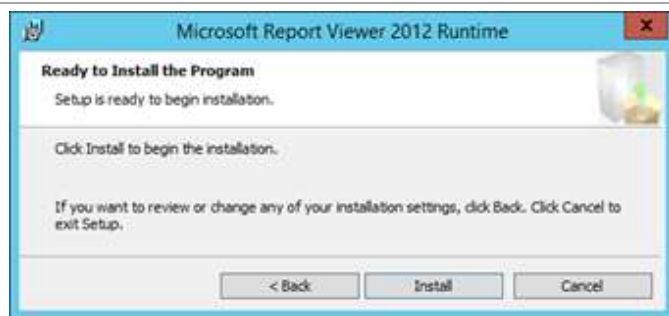 Microsoft Report Viewer 2012 Runtime
x
Ready to Install the Program
Setup is ready to begin installation.
Click Install to begin the installation.
If you want to review or change any of your installation settings, click Back. Click Cancel to
exit Setup.
< Back Install Cancel